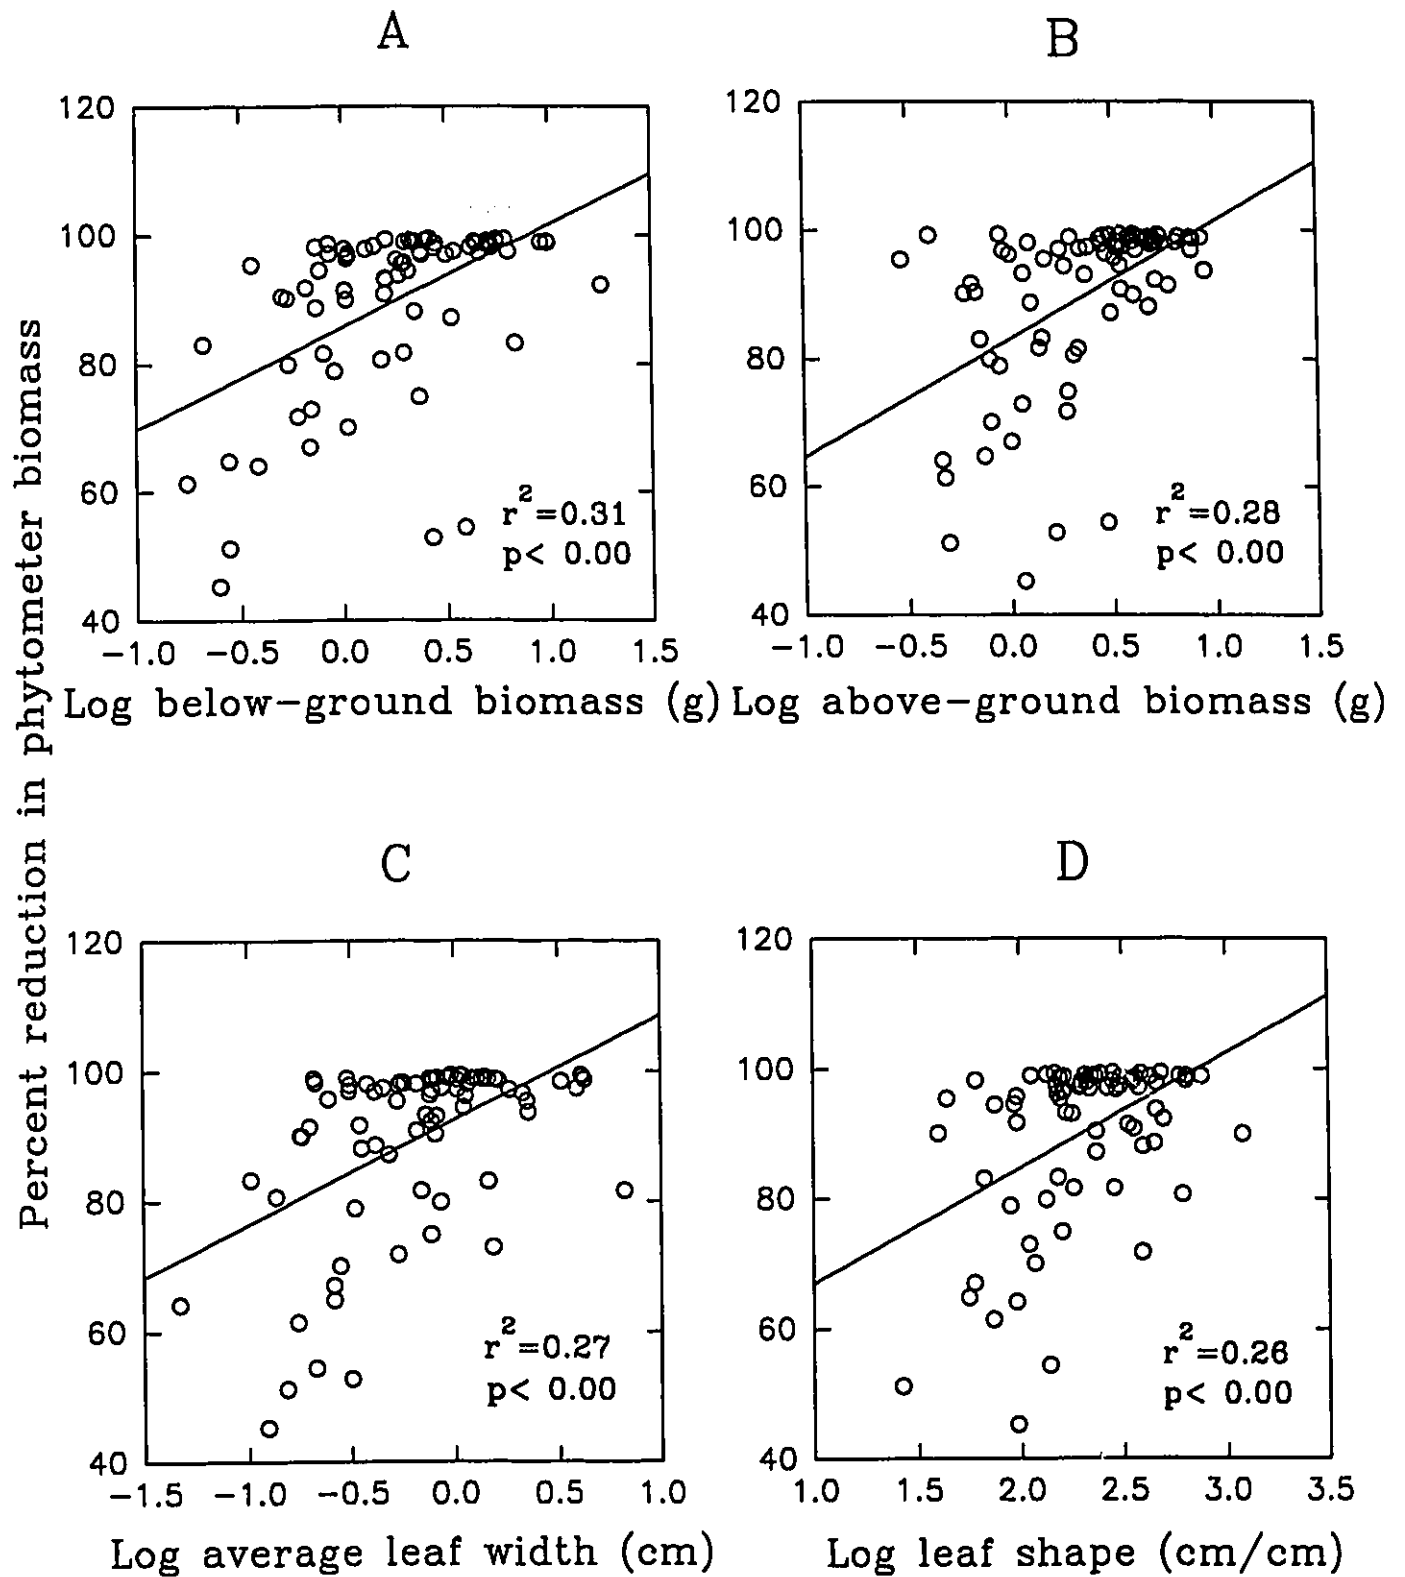 A
B
Percent reduction in phytometer biomass
120
100
80
60
40
r2=0.31
p< 0.00
-1.0 -0.5 0.0 0.5 1.0 1.5
Log below-ground biomass (g)
120
100
80
60
40
r2=0.28
p< 0.00
-1.0 -0.5 0.0 0.5 1.0 1.5
Log above-ground biomass (g)
C
D
120
100
80
60
40
r2=0.27
p< 0.00
-1.5 -1.0 -0.5 0.0 0.5 1.0
Log average leaf width (cm)
120
100
80
60
40
r2=0.26
p< 0.00
1.0 1.5 2.0 2.5 3.0 3.5
Log leaf shape (cm/cm)